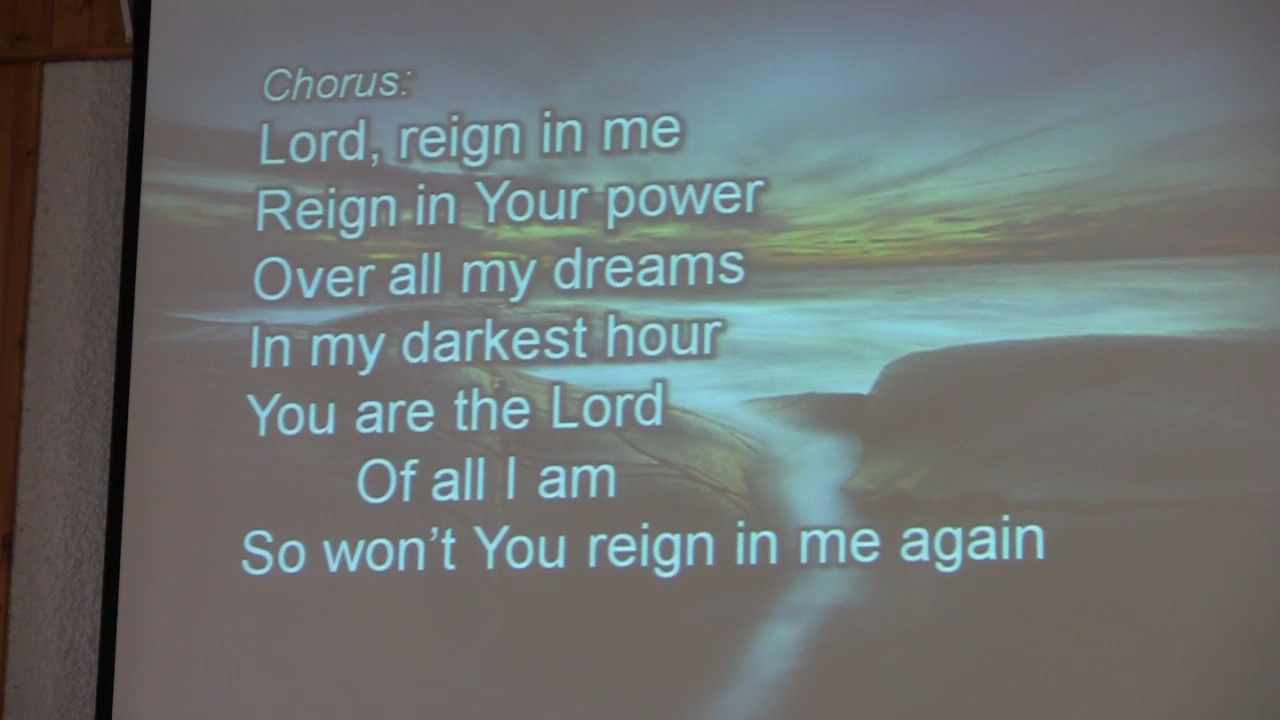 Chorus:
Lord, reign in me
Reign in Your power
Over all my dreams
In my darkest hour
You are the Lord
Of all I am
So won't You reign in me again